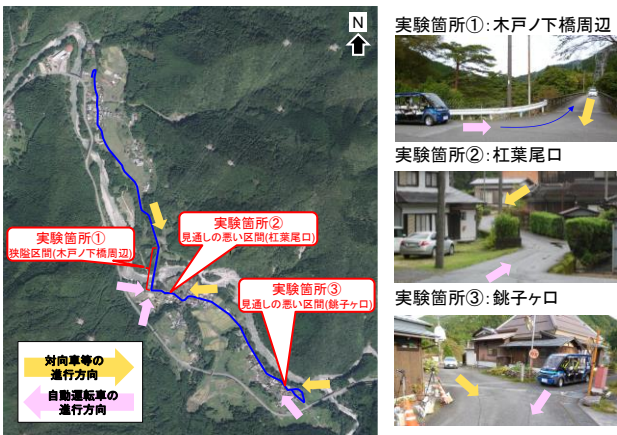 N
実験箇所①
狭隘区間(木戸ノ下橋周辺)
実験箇所②
見通しの悪い区間(杠葉尾口)
実験箇所③
見通しの悪い区間(銚子ヶ口)
対向車等の
進行方向
自動運転車の
進行方向
実験箇所①:木戸ノ下橋周辺
実験箇所②:杠葉尾口
実験箇所③:銚子ヶ口